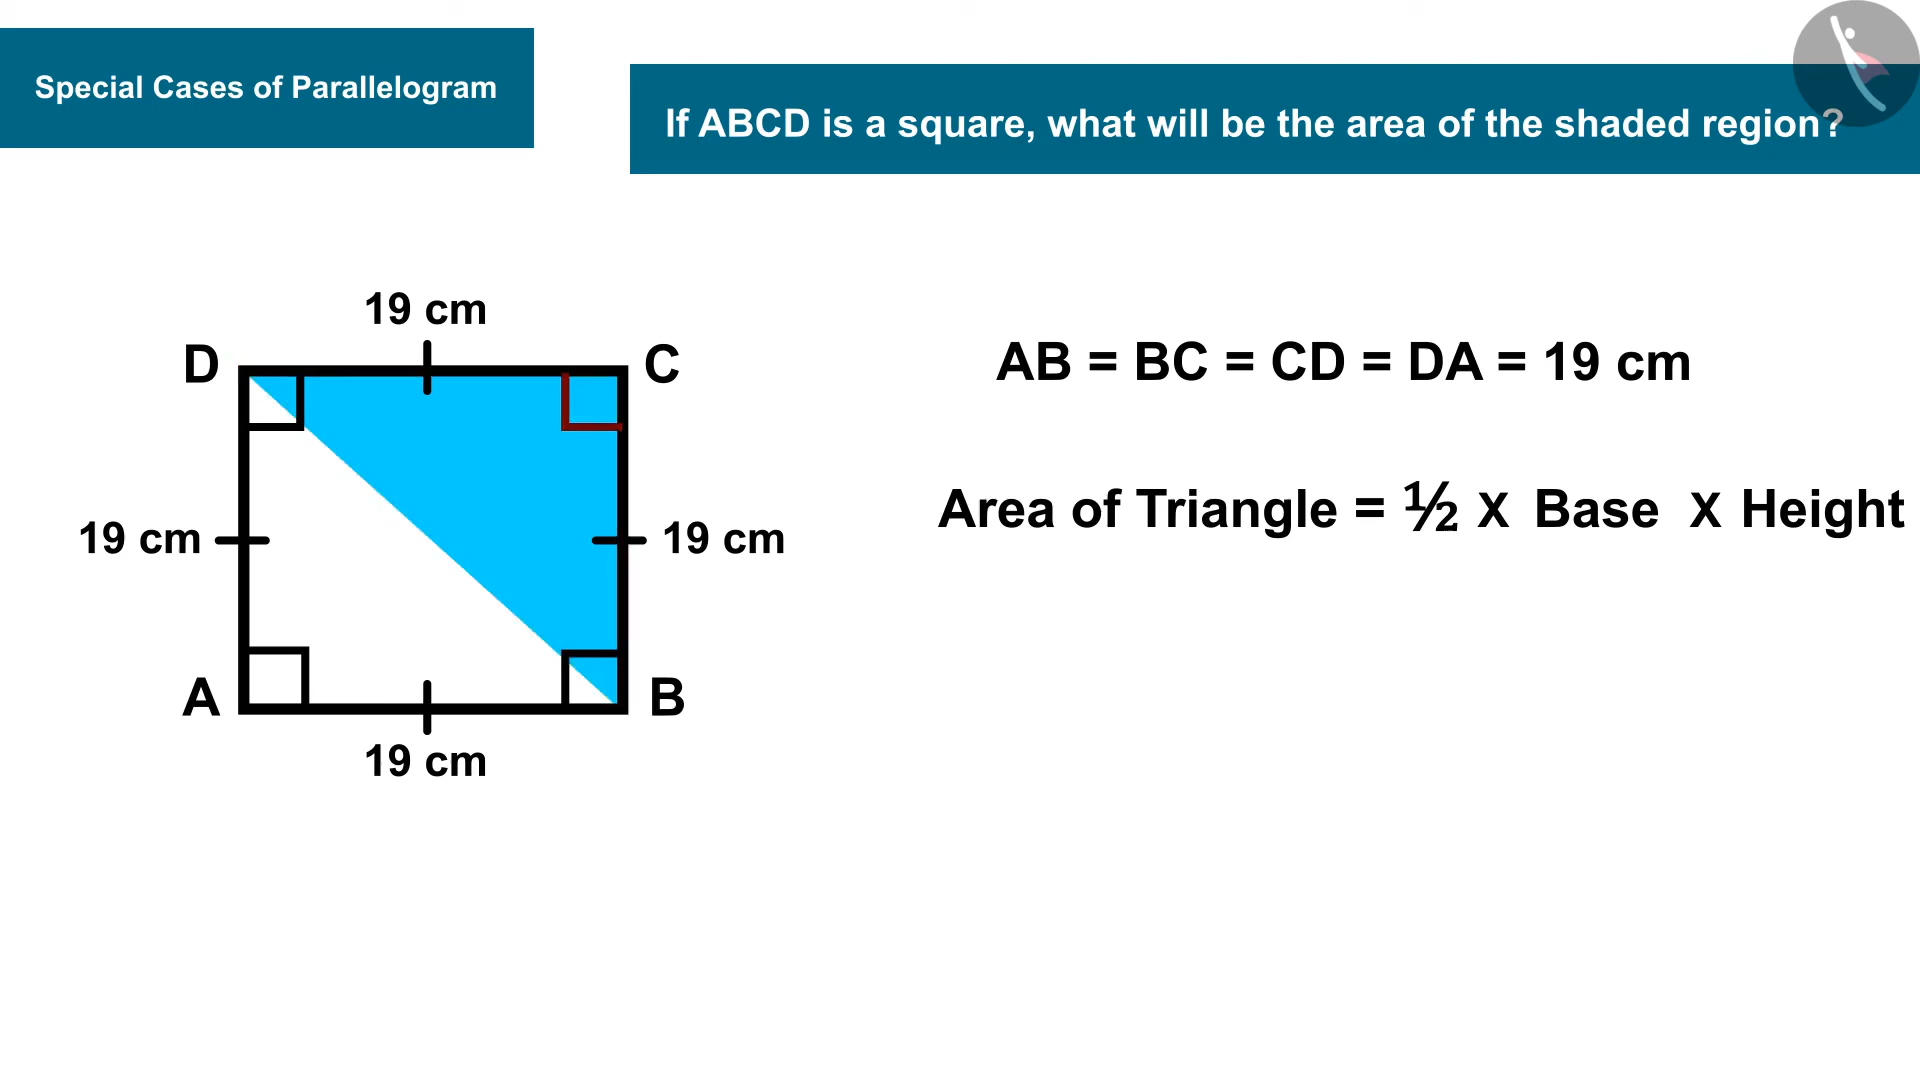 Special Cases of Parallelogram
If ABCD is a square, what will be the area of the shaded region?
19 cm
D
C
AB = BC = CD = DA = 19 cm
Area of Triangle = ½ X Base X Height
19 cm
19 cm
A
B
19 cm